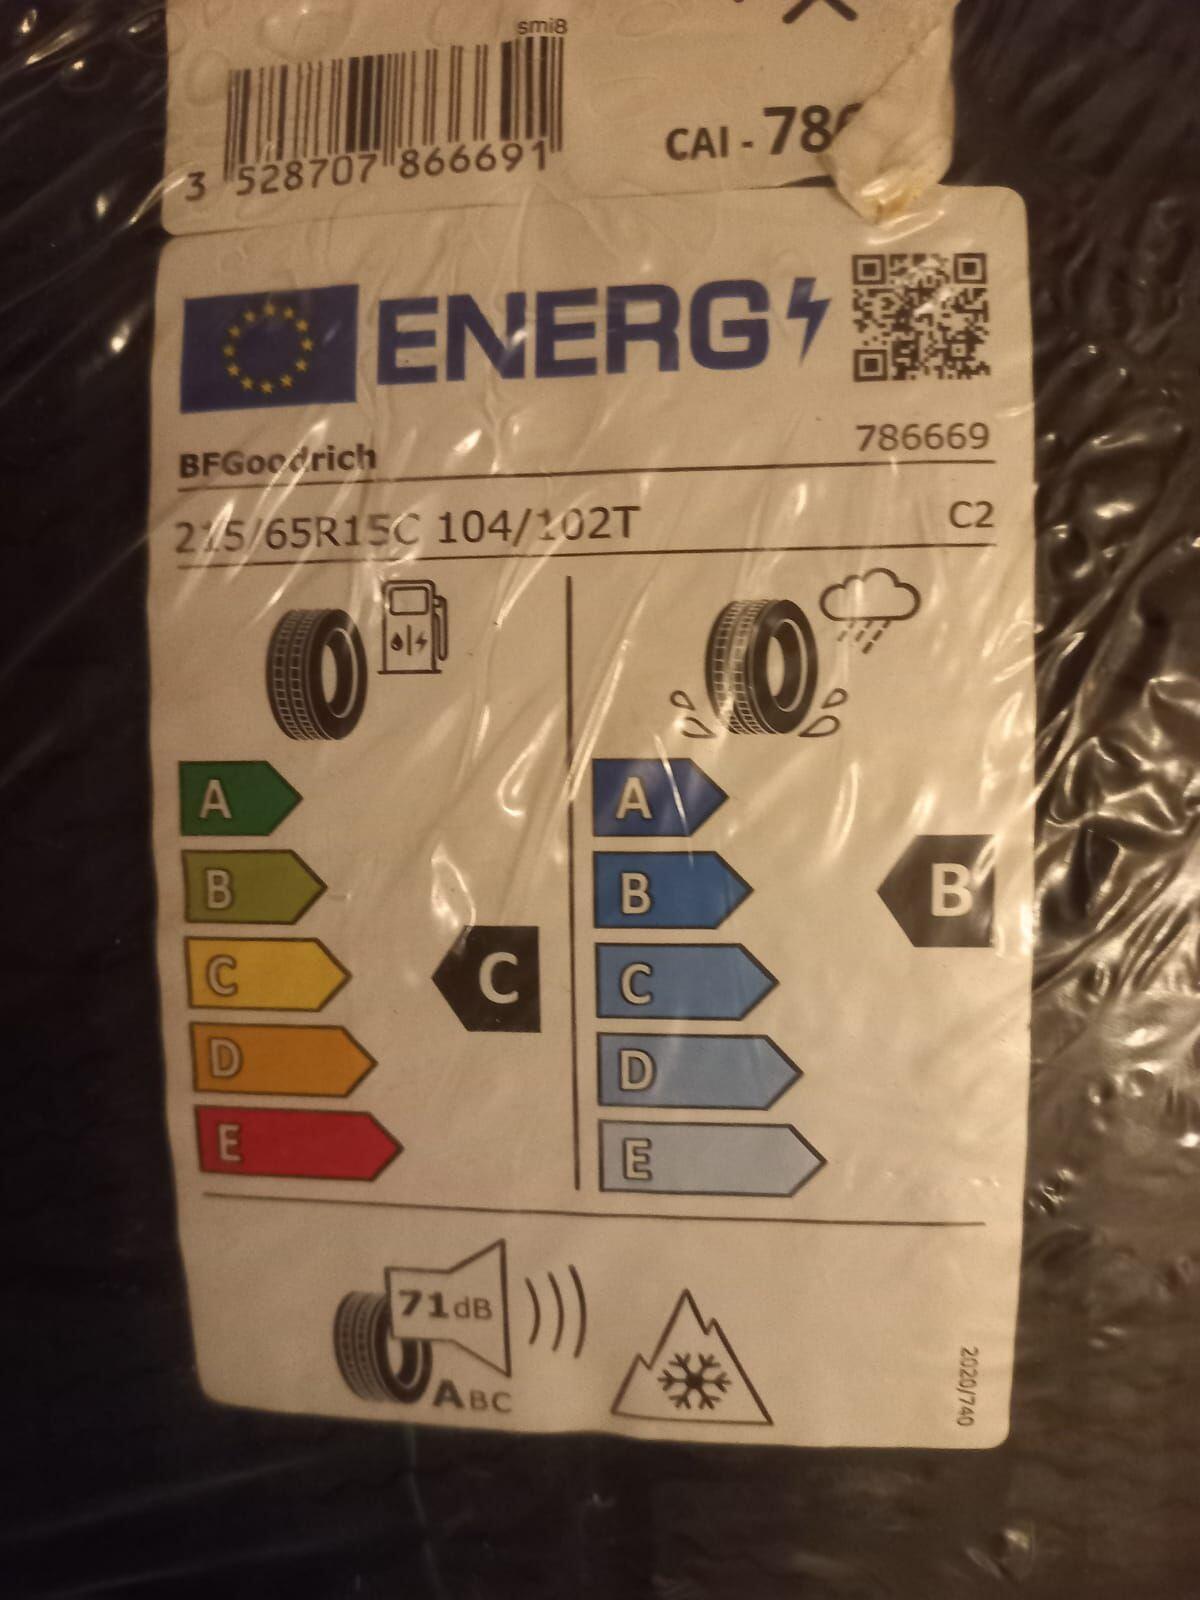 smi8
3 528707 866691
CAI - 78
ENERG
BFGoodrich
786669
215/65R15C 104/102T
C2
A
B
C
D
E
C
A
B
C
D
E
B
71dB
ABC
2020/740